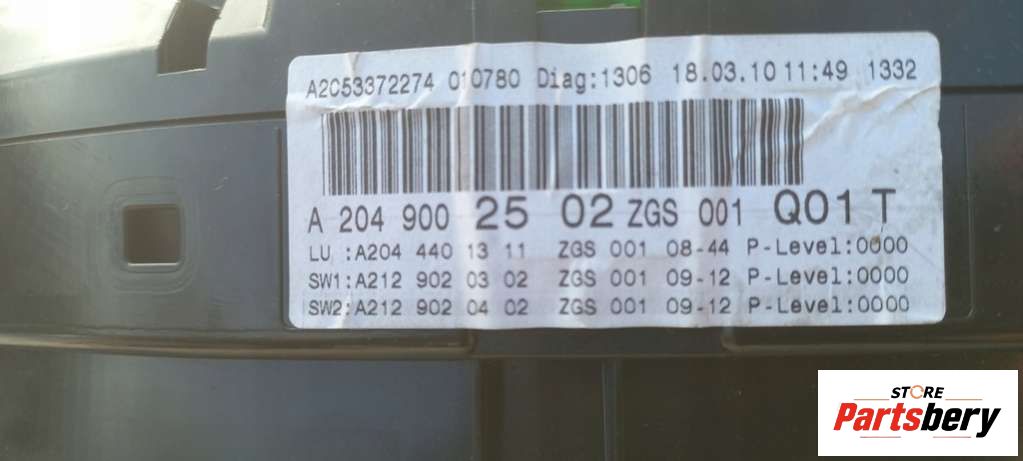 A2C53372274 010780 Diag:1306 18.03.10 11:49 1332
A 204 900 25 02 ZGS 001 Q01 T
LU :A204 440 13 11 ZGS 001 08-44 P-Level:0000
SW1:A212 902 03 02 ZGS 001 09-12 P-Level:0000
SW2:A212 902 04 02 ZGS 001 09-12 P-Level:0000
STORE
Partsbery